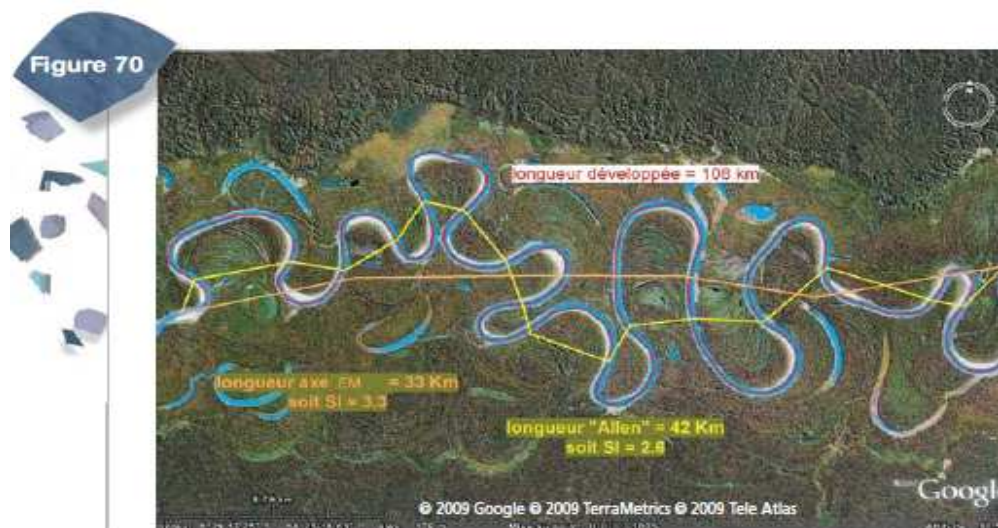 Figure 70
longueur développée = 108 km
longueur axe EM = 33 Km
soit SI = 3.3
longueur "Allen" = 42 Km
soit SI = 2.6
© 2009 Google © 2009 TerraMetrics © 2009 Tele Atlas
Google